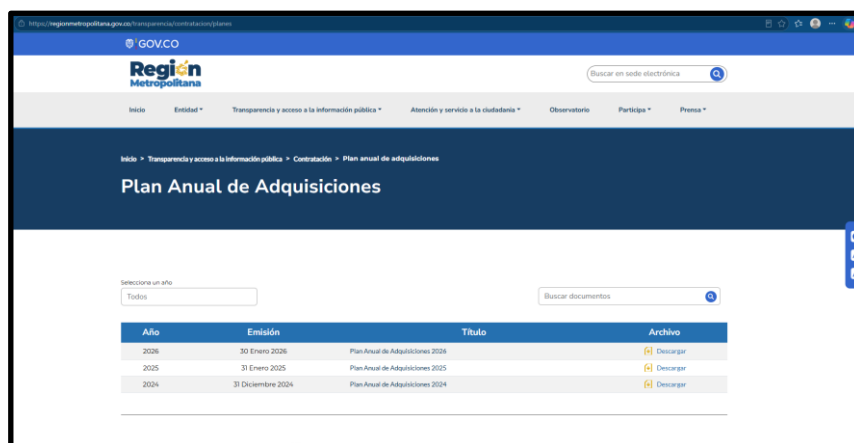 https://regionmetropolitana.gov.co/transparencia/contratacion/planes
GOV.CO
Región
Metropolitana
Buscar en sede electrónica
Inicio Entidad Transparencia y acceso a la información pública Atención y servicio a la ciudadanía Observatorio Participa Prensa
Inicio > Transparencia y acceso a la información pública > Contratación > Plan anual de adquisiciones
Plan Anual de Adquisiciones
Selecciona un año
Todos
Buscar documentos
Año Emisión Título Archivo
2026 30 Enero 2026 Plan Anual de Adquisiciones 2026 Descargar
2025 31 Enero 2025 Plan Anual de Adquisiciones 2025 Descargar
2024 31 Diciembre 2024 Plan Anual de Adquisiciones 2024 Descargar